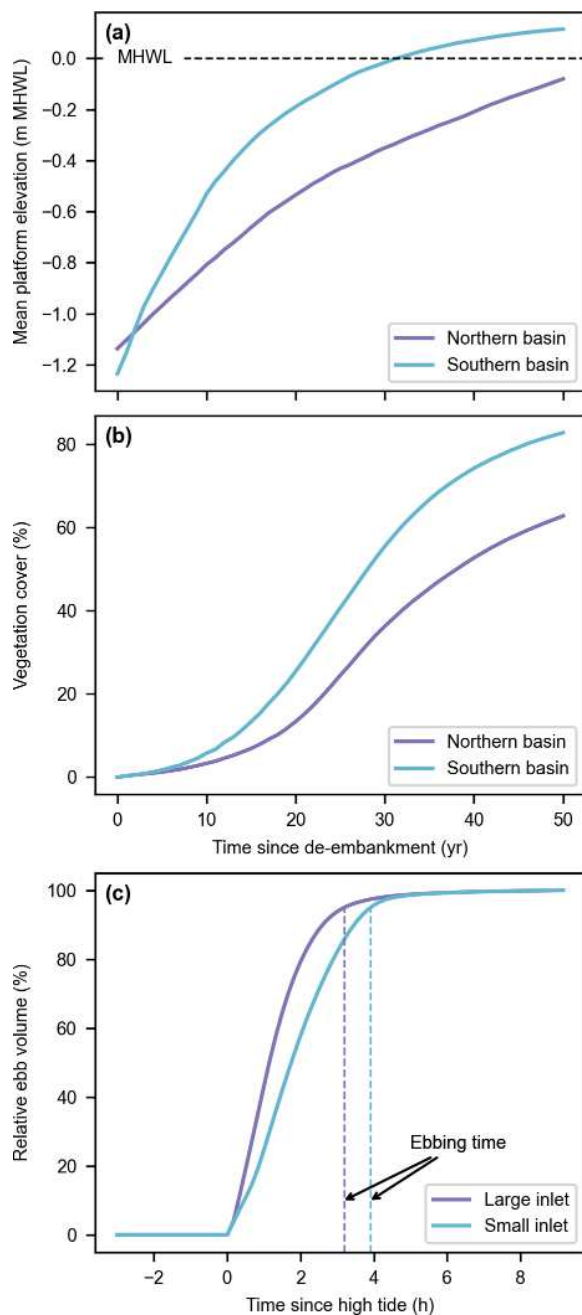 (a)
MHWL
Mean platform elevation (m MHWL)
0.0
−0.2
−0.4
−0.6
−0.8
−1.0
−1.2
Northern basin
Southern basin
(b)
Vegetation cover (%)
80
60
40
20
0
Northern basin
Southern basin
0 10 20 30 40 50
Time since de-embankment (yr)
(c)
Relative ebb volume (%)
100
80
60
40
20
0
Ebbing time
Large inlet
Small inlet
−2 0 2 4 6 8
Time since high tide (h)